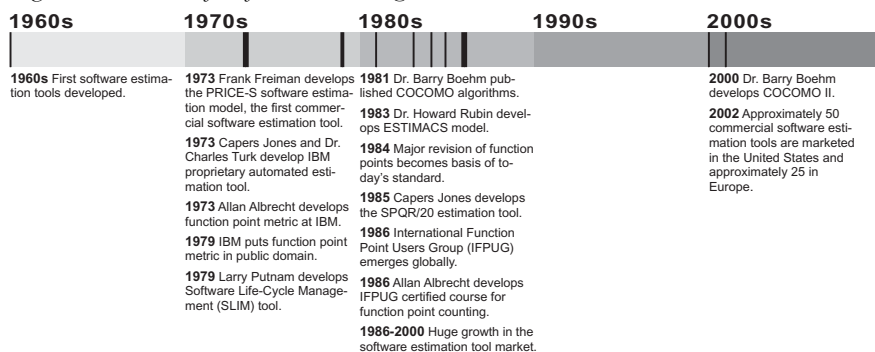 1960s 1970s 1980s 1990s 2000s
1960s First software estima-
tion tools developed.
1973 Frank Freiman develops
the PRICE-S software estima-
tion model, the first commer-
cial software estimation tool.
1973 Capers Jones and Dr.
Charles Turk develop IBM
proprietary automated esti-
mation tool.
1973 Allan Albrecht develops
function point metric at IBM.
1979 IBM puts function point
metric in public domain.
1979 Larry Putnam develops
Software Life-Cycle Manage-
ment (SLIM) tool.
1981 Dr. Barry Boehm pub-
lished COCOMO algorithms.
1983 Dr. Howard Rubin devel-
ops ESTIMACS model.
1984 Major revision of function
points becomes basis of to-
day's standard.
1985 Capers Jones develops
the SPQR/20 estimation tool.
1986 International Function
Point Users Group (IFPUG)
emerges globally.
1986 Allan Albrecht develops
IFPUG certified course for
function point counting.
1986-2000 Huge growth in the
software estimation tool market.
2000 Dr. Barry Boehm
develops COCOMO II.
2002 Approximately 50
commercial software esti-
mation tools are marketed
in the United States and
approximately 25 in
Europe.